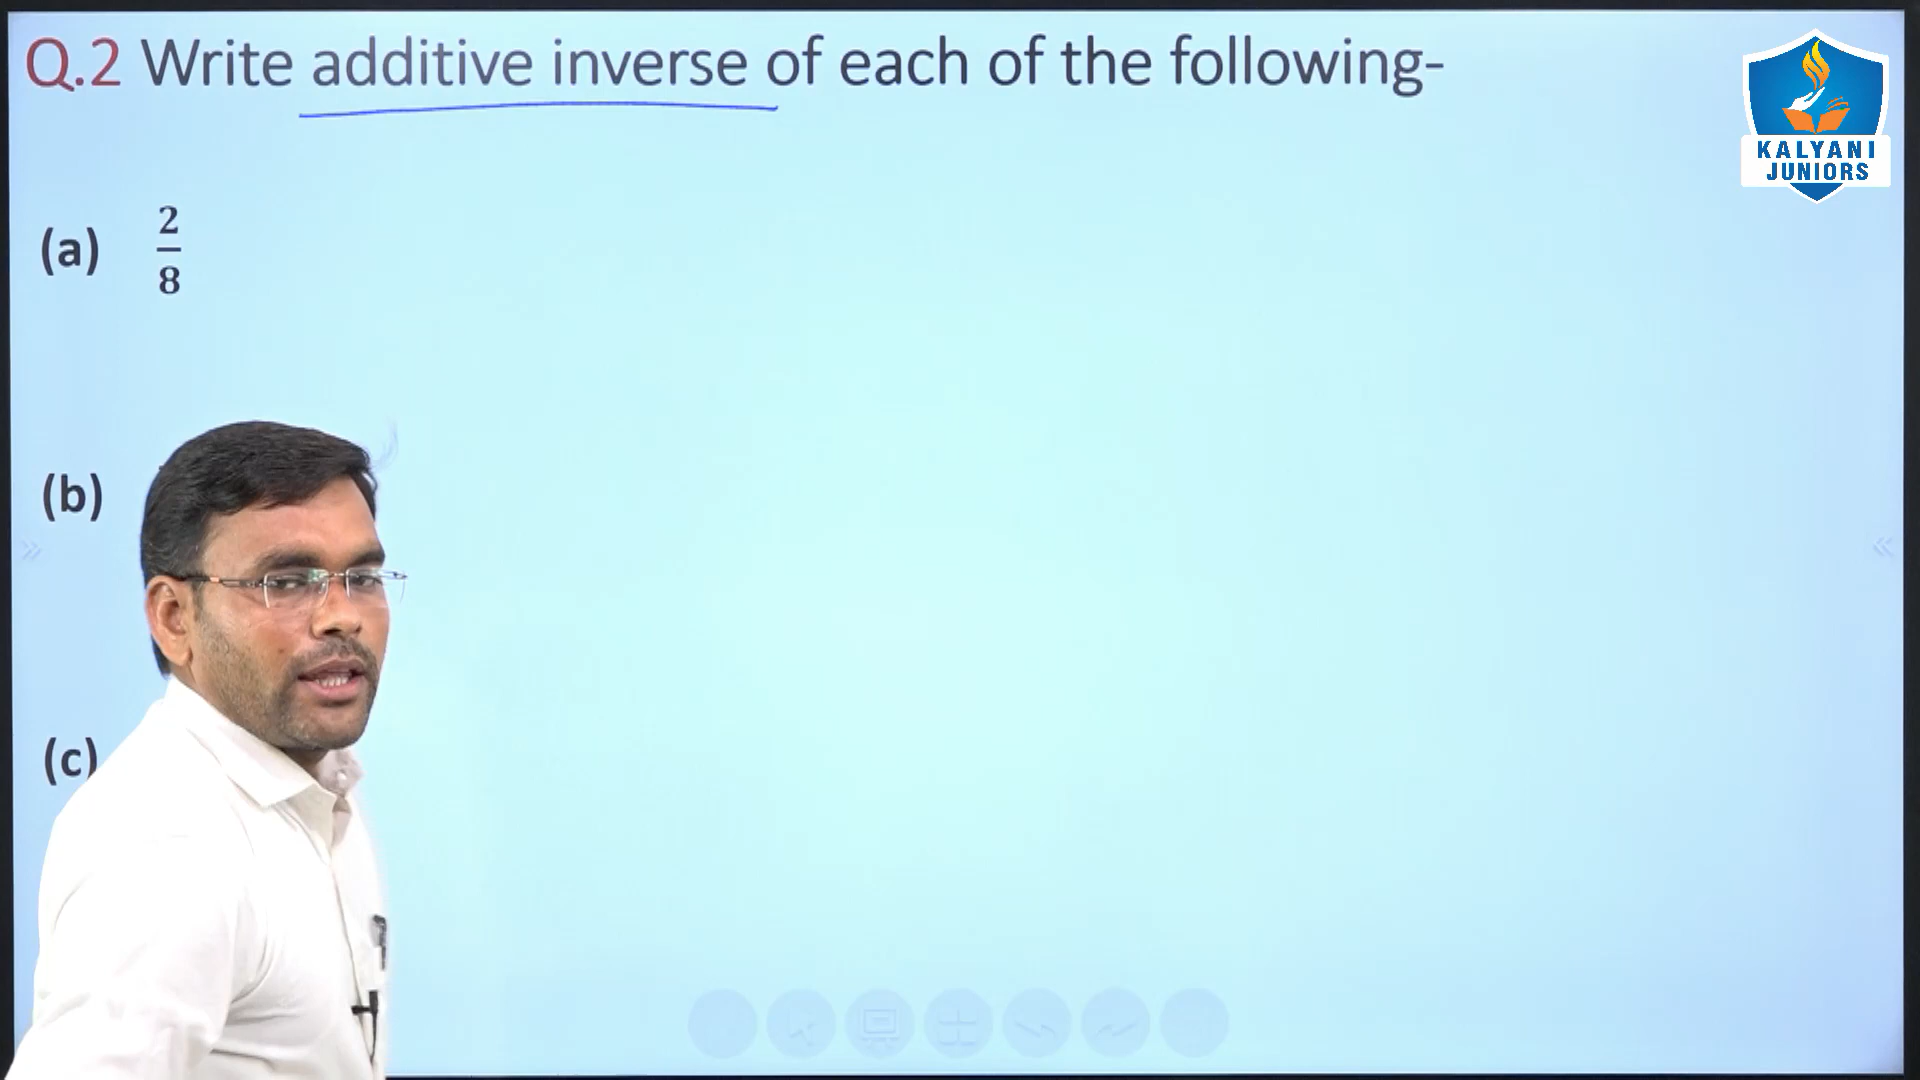 Q.2 Write additive inverse of each of the following-
KALYANI
JUNIORS
(a) 2/8
(b)
(c)